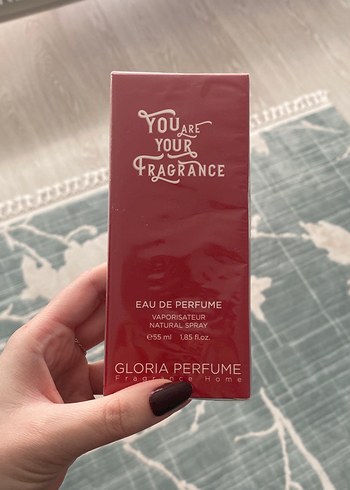 YOU ARE
YOUR
FRAGRANCE
EAU DE PERFUME
VAPORISATEUR
NATURAL SPRAY
℮55 ml 1,85 fl.oz.
GLORIA PERFUME
Fragrance Home